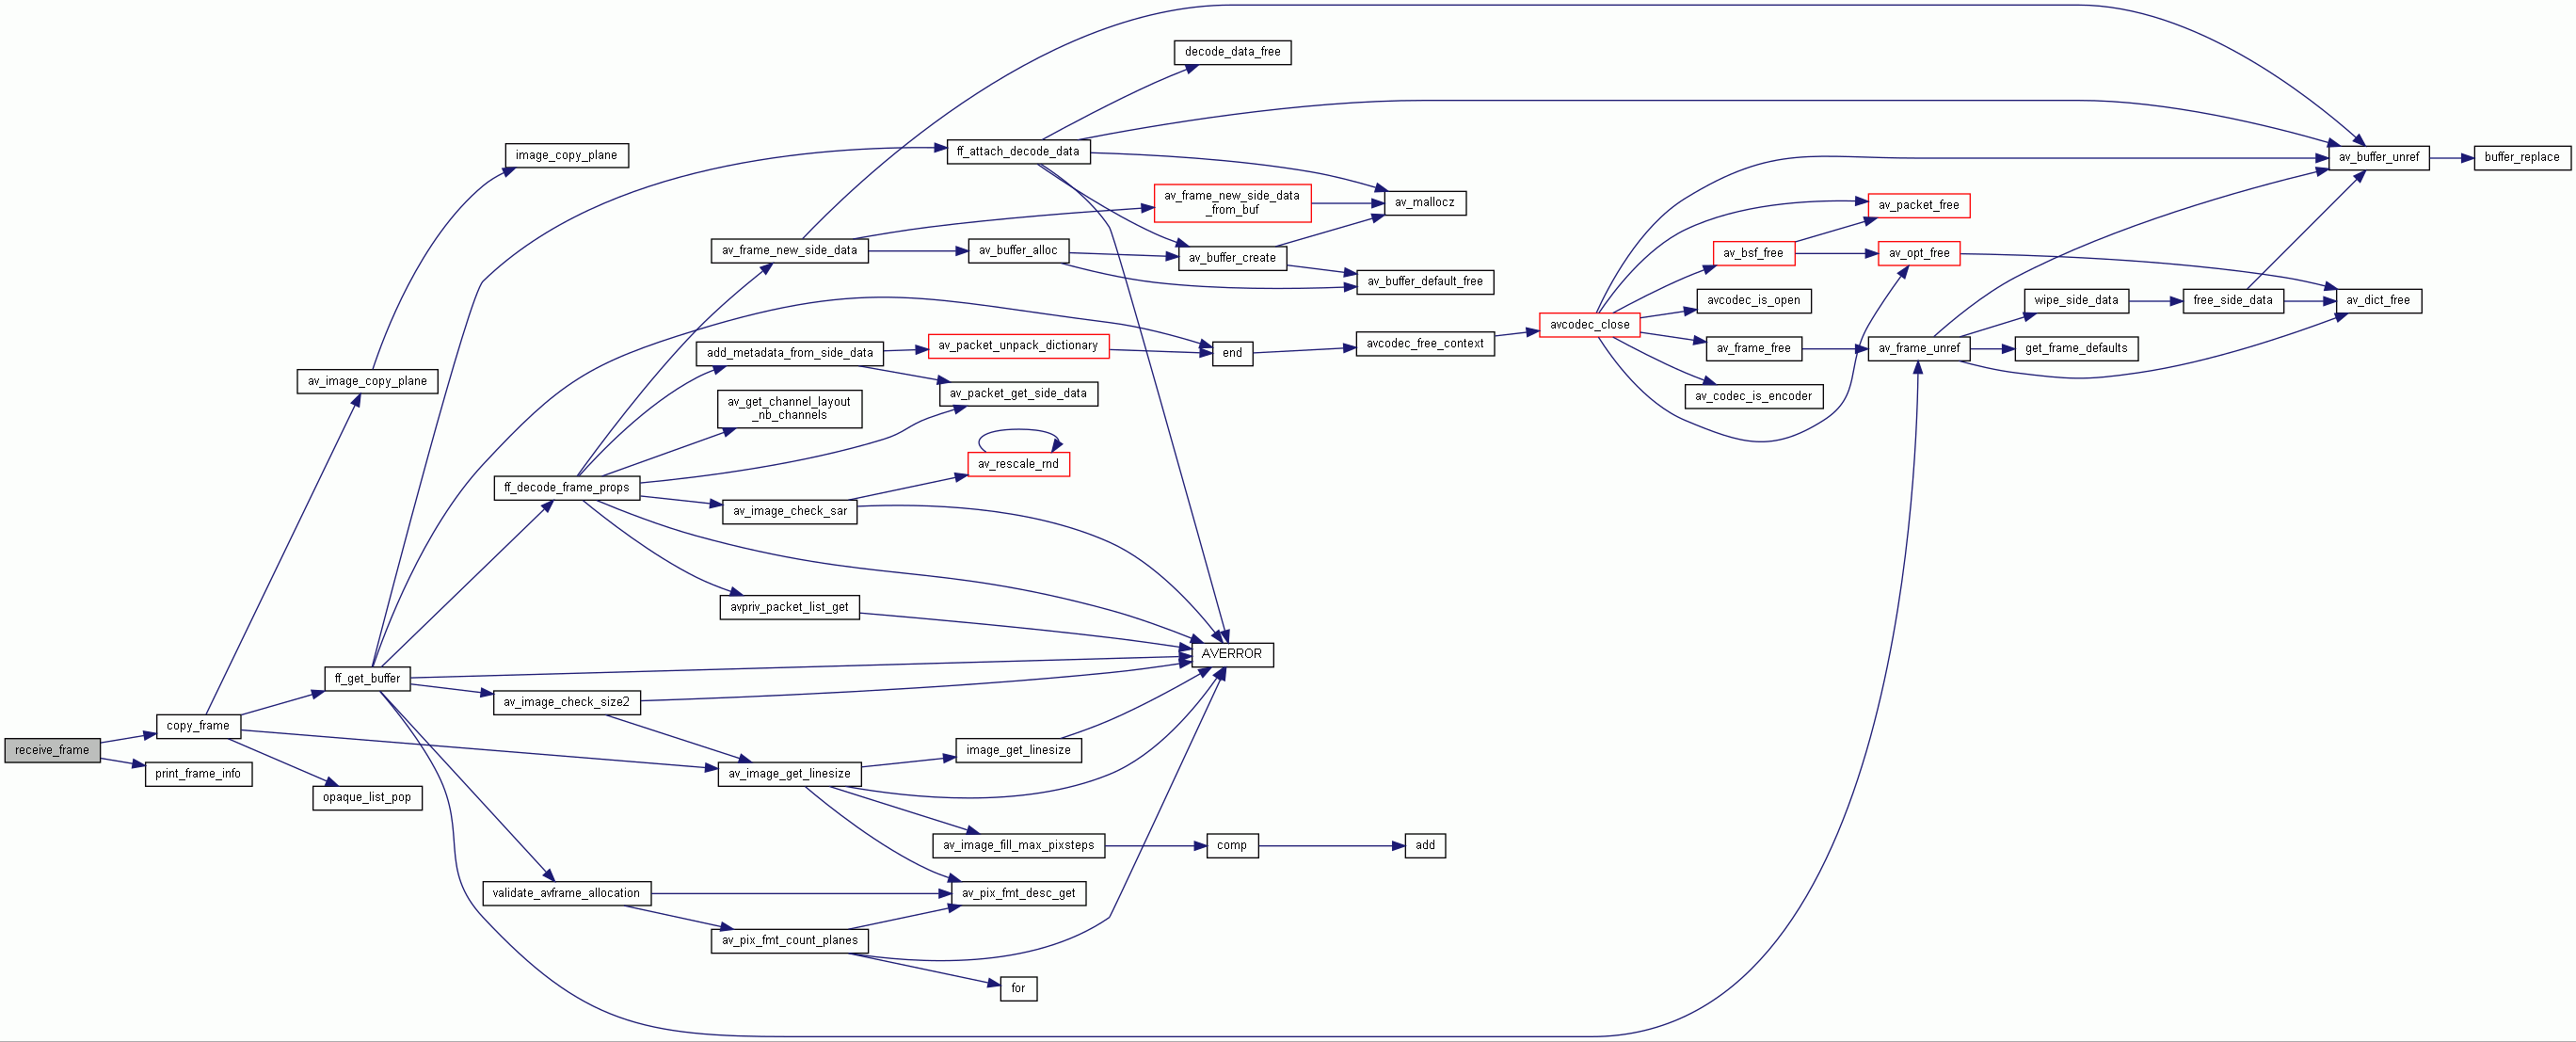 decode_data_free
image_copy_plane
ff_attach_decode_data
av_buffer_unref
buffer_replace
av_frame_new_side_data
_from_buf
av_mallocz
av_packet_free
av_frame_new_side_data
av_buffer_alloc
av_buffer_create
av_bsf_free
av_opt_free
av_buffer_default_free
avcodec_is_open
wipe_side_data
free_side_data
av_dict_free
avcodec_close
add_metadata_from_side_data
av_packet_unpack_dictionary
end
avcodec_free_context
av_frame_free
av_frame_unref
get_frame_defaults
av_image_copy_plane
av_packet_get_side_data
av_codec_is_encoder
av_get_channel_layout
_nb_channels
av_rescale_rnd
ff_decode_frame_props
av_image_check_sar
avpriv_packet_list_get
AVERROR
ff_get_buffer
av_image_check_size2
copy_frame
receive_frame
image_get_linesize
print_frame_info
av_image_get_linesize
opaque_list_pop
av_image_fill_max_pixsteps
comp
add
validate_avframe_allocation
av_pix_fmt_desc_get
av_pix_fmt_count_planes
for